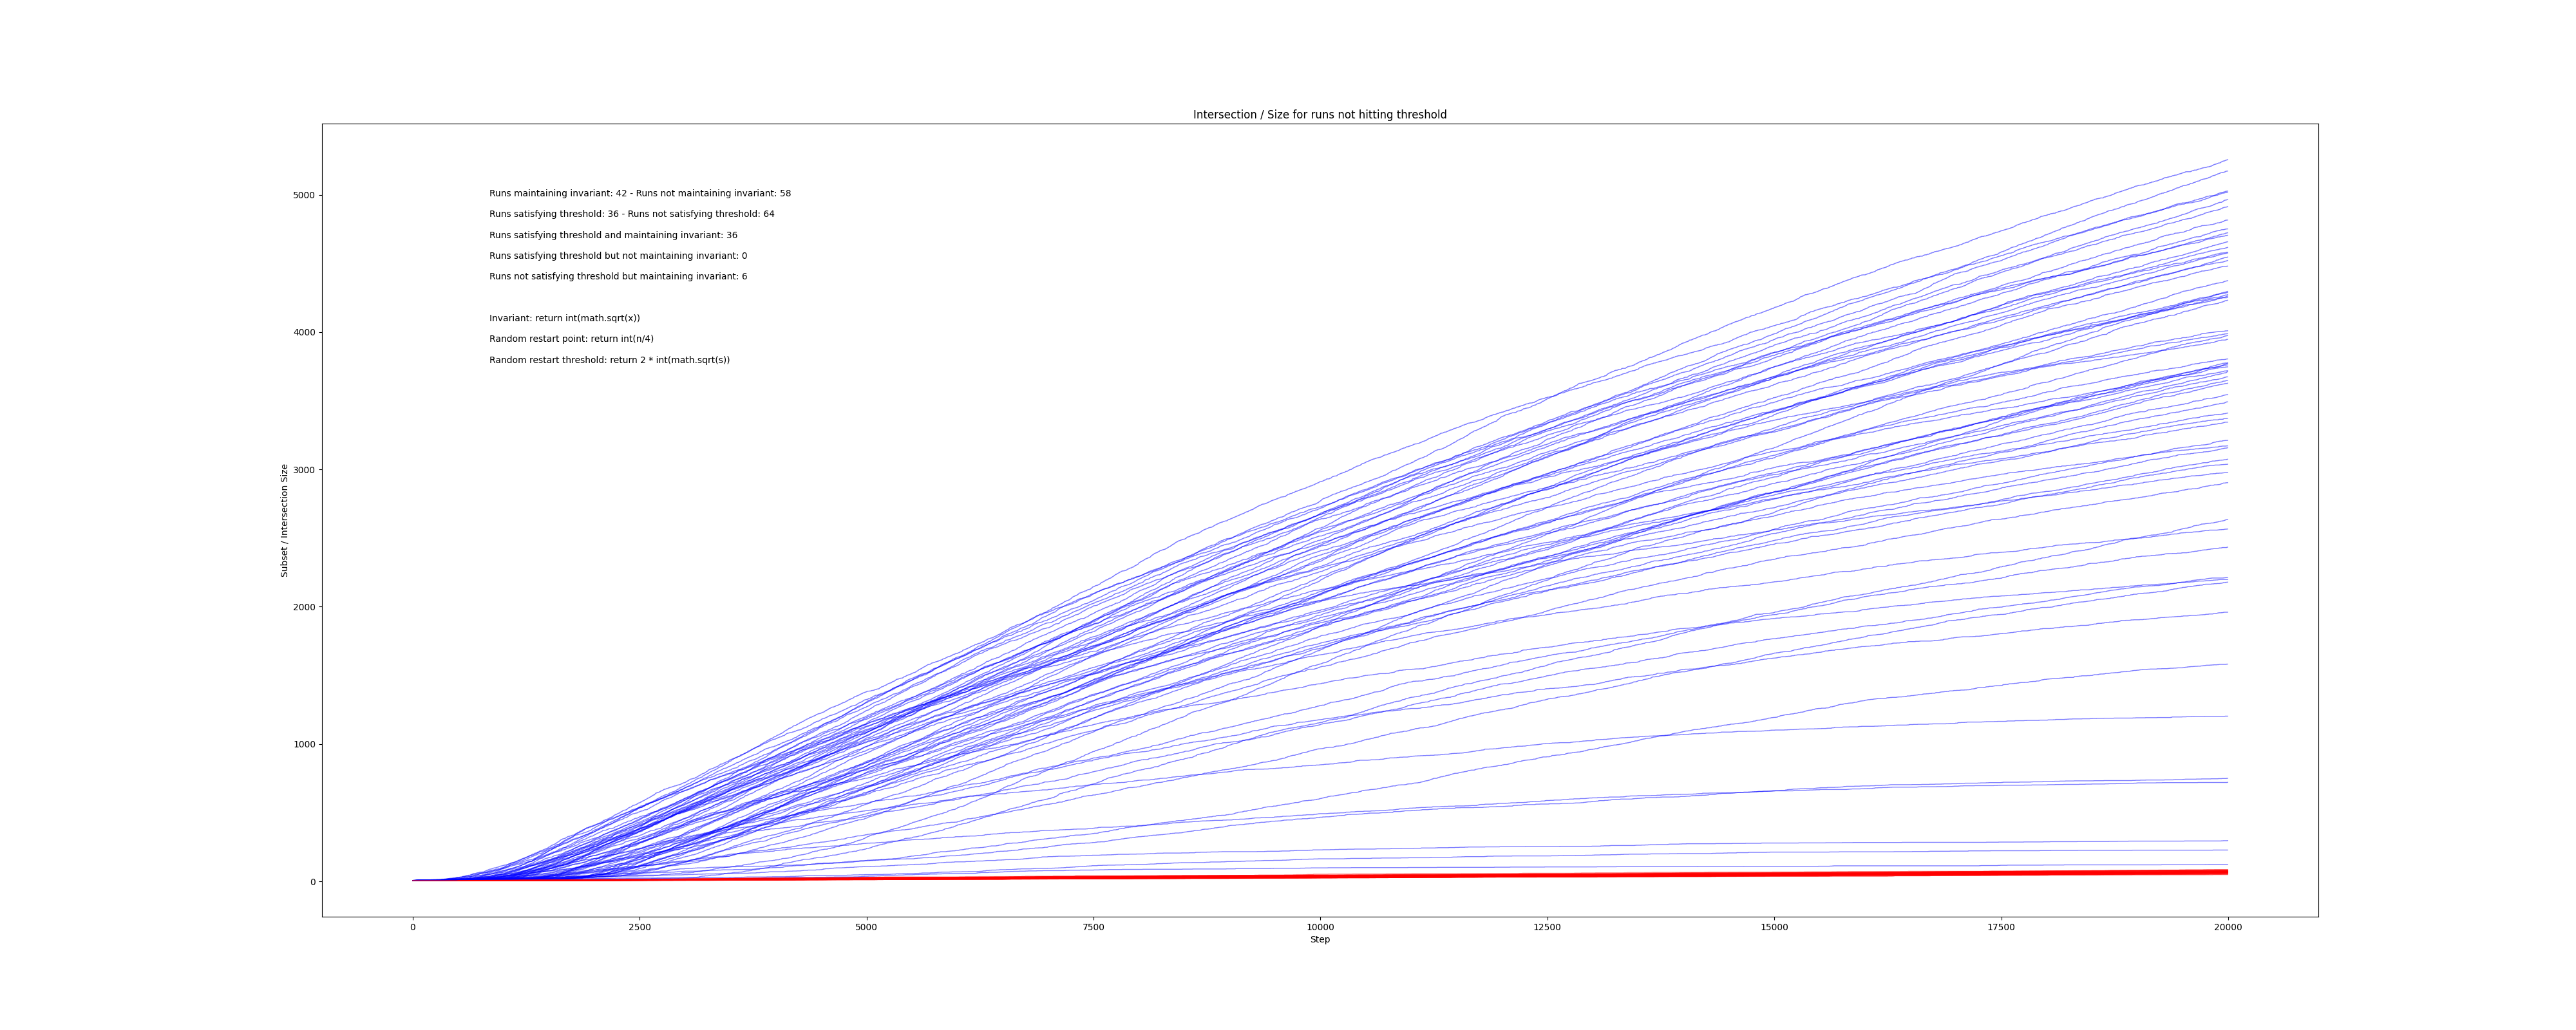 Intersection / Size for runs not hitting threshold
5000
4000
3000
2000
1000
0
Subset / Intersection Size
Runs maintaining invariant: 42 - Runs not maintaining invariant: 58
Runs satisfying threshold: 36 - Runs not satisfying threshold: 64
Runs satisfying threshold and maintaining invariant: 36
Runs satisfying threshold but not maintaining invariant: 0
Runs not satisfying threshold but maintaining invariant: 6
Invariant: return int(math.sqrt(x))
Random restart point: return int(n/4)
Random restart threshold: return 2 * int(math.sqrt(s))
0 2500 5000 7500 10000 12500 15000 17500 20000
Step